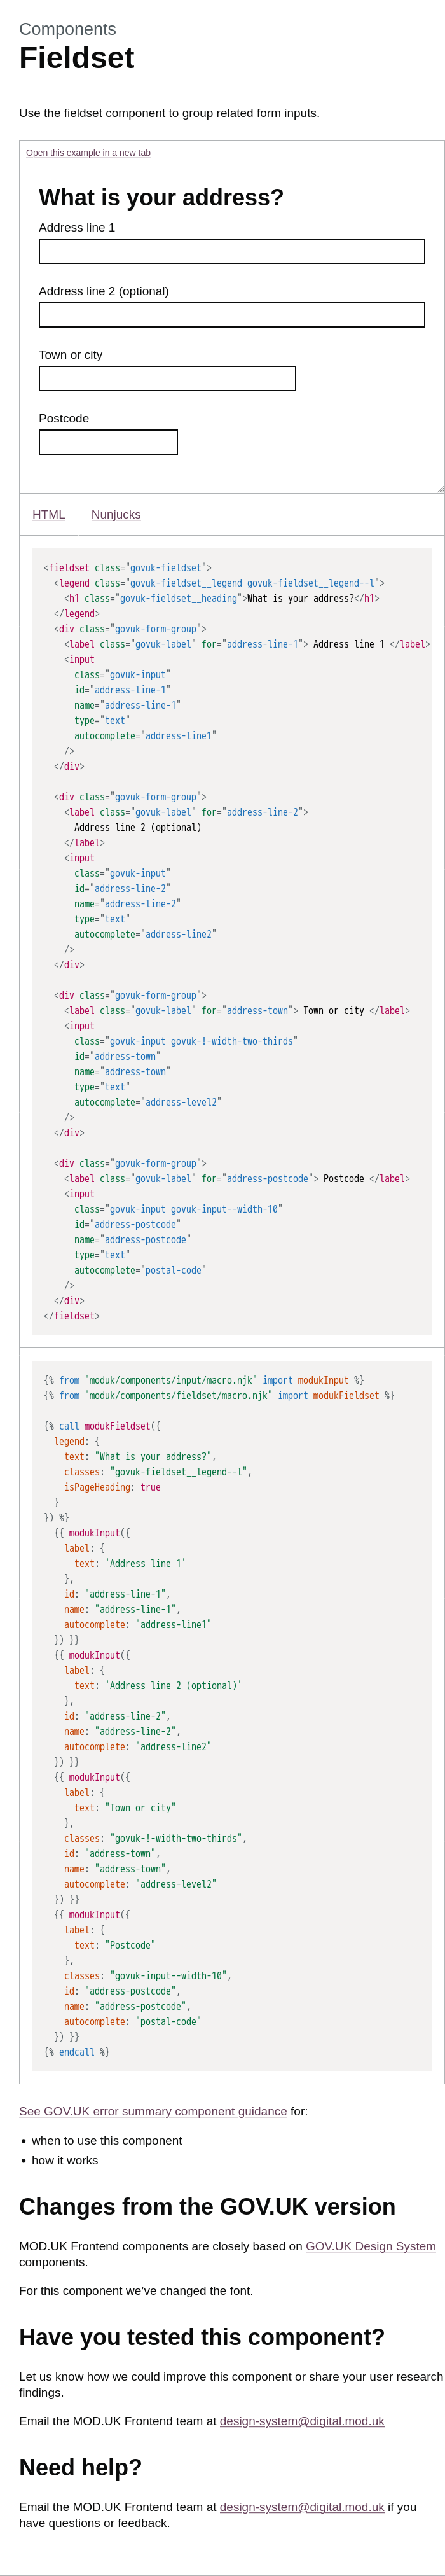 Components
Fieldset
Use the fieldset component to group related form inputs.
Open this example in a new tab
What is your address?
Address line 1
Address line 2 (optional)
Town or city
Postcode
HTML Nunjucks
<fieldset class="govuk-fieldset">
  <legend class="govuk-fieldset__legend govuk-fieldset__legend--l">
    <h1 class="govuk-fieldset__heading">What is your address?</h1>
  </legend>
  <div class="govuk-form-group">
    <label class="govuk-label" for="address-line-1"> Address line 1 </label>
    <input
      class="govuk-input"
      id="address-line-1"
      name="address-line-1"
      type="text"
      autocomplete="address-line1"
    />
  </div>

  <div class="govuk-form-group">
    <label class="govuk-label" for="address-line-2">
      Address line 2 (optional)
    </label>
    <input
      class="govuk-input"
      id="address-line-2"
      name="address-line-2"
      type="text"
      autocomplete="address-line2"
    />
  </div>

  <div class="govuk-form-group">
    <label class="govuk-label" for="address-town"> Town or city </label>
    <input
      class="govuk-input govuk-!-width-two-thirds"
      id="address-town"
      name="address-town"
      type="text"
      autocomplete="address-level2"
    />
  </div>

  <div class="govuk-form-group">
    <label class="govuk-label" for="address-postcode"> Postcode </label>
    <input
      class="govuk-input govuk-input--width-10"
      id="address-postcode"
      name="address-postcode"
      type="text"
      autocomplete="postal-code"
    />
  </div>
</fieldset>
{% from "moduk/components/input/macro.njk" import modukInput %}
{% from "moduk/components/fieldset/macro.njk" import modukFieldset %}

{% call modukFieldset({
  legend: {
    text: "What is your address?",
    classes: "govuk-fieldset__legend--l",
    isPageHeading: true
  }
}) %}
  {{ modukInput({
    label: {
      text: 'Address line 1'
    },
    id: "address-line-1",
    name: "address-line-1",
    autocomplete: "address-line1"
  }) }}
  {{ modukInput({
    label: {
      text: 'Address line 2 (optional)'
    },
    id: "address-line-2",
    name: "address-line-2",
    autocomplete: "address-line2"
  }) }}
  {{ modukInput({
    label: {
      text: "Town or city"
    },
    classes: "govuk-!-width-two-thirds",
    id: "address-town",
    name: "address-town",
    autocomplete: "address-level2"
  }) }}
  {{ modukInput({
    label: {
      text: "Postcode"
    },
    classes: "govuk-input--width-10",
    id: "address-postcode",
    name: "address-postcode",
    autocomplete: "postal-code"
  }) }}
{% endcall %}
See GOV.UK error summary component guidance for:
• when to use this component
• how it works
Changes from the GOV.UK version
MOD.UK Frontend components are closely based on GOV.UK Design System
components.
For this component we’ve changed the font.
Have you tested this component?
Let us know how we could improve this component or share your user research
findings.
Email the MOD.UK Frontend team at design-system@digital.mod.uk
Need help?
Email the MOD.UK Frontend team at design-system@digital.mod.uk if you
have questions or feedback.